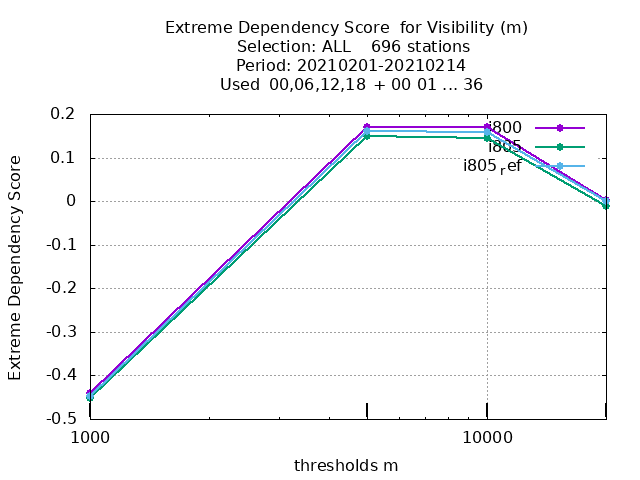 Extreme Dependency Score  for Visibility (m)
Selection: ALL    696 stations
Period: 20210201-20210214
Used  00,06,12,18 + 00 01 ... 36
Extreme Dependency Score
0.2
0.1
0
-0.1
-0.2
-0.3
-0.4
-0.5
i800
i805
i805ref
1000
10000
thresholds m